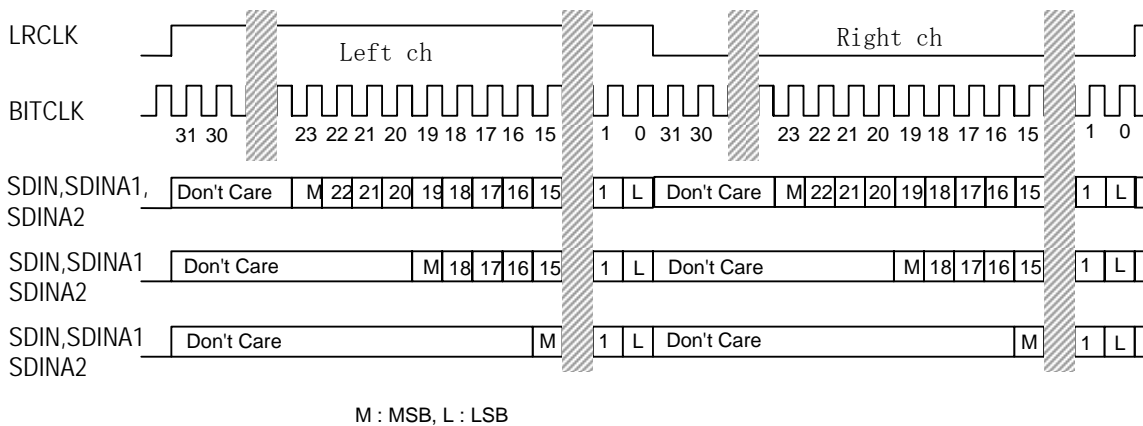 LRCLK
Left ch
Right ch
BITCLK
31 30 23 22 21 20 19 18 17 16 15 1 0 31 30 23 22 21 20 19 18 17 16 15 1 0
SDIN,SDINA1,
SDINA2
Don't Care M 22 21 20 19 18 17 16 15 1 L Don't Care M 22 21 20 19 18 17 16 15 1 L
SDIN,SDINA1
SDINA2
Don't Care M 18 17 16 15 1 L Don't Care M 18 17 16 15 1 L
SDIN,SDINA1
SDINA2
Don't Care M 1 L Don't Care M 1 L
M : MSB, L : LSB